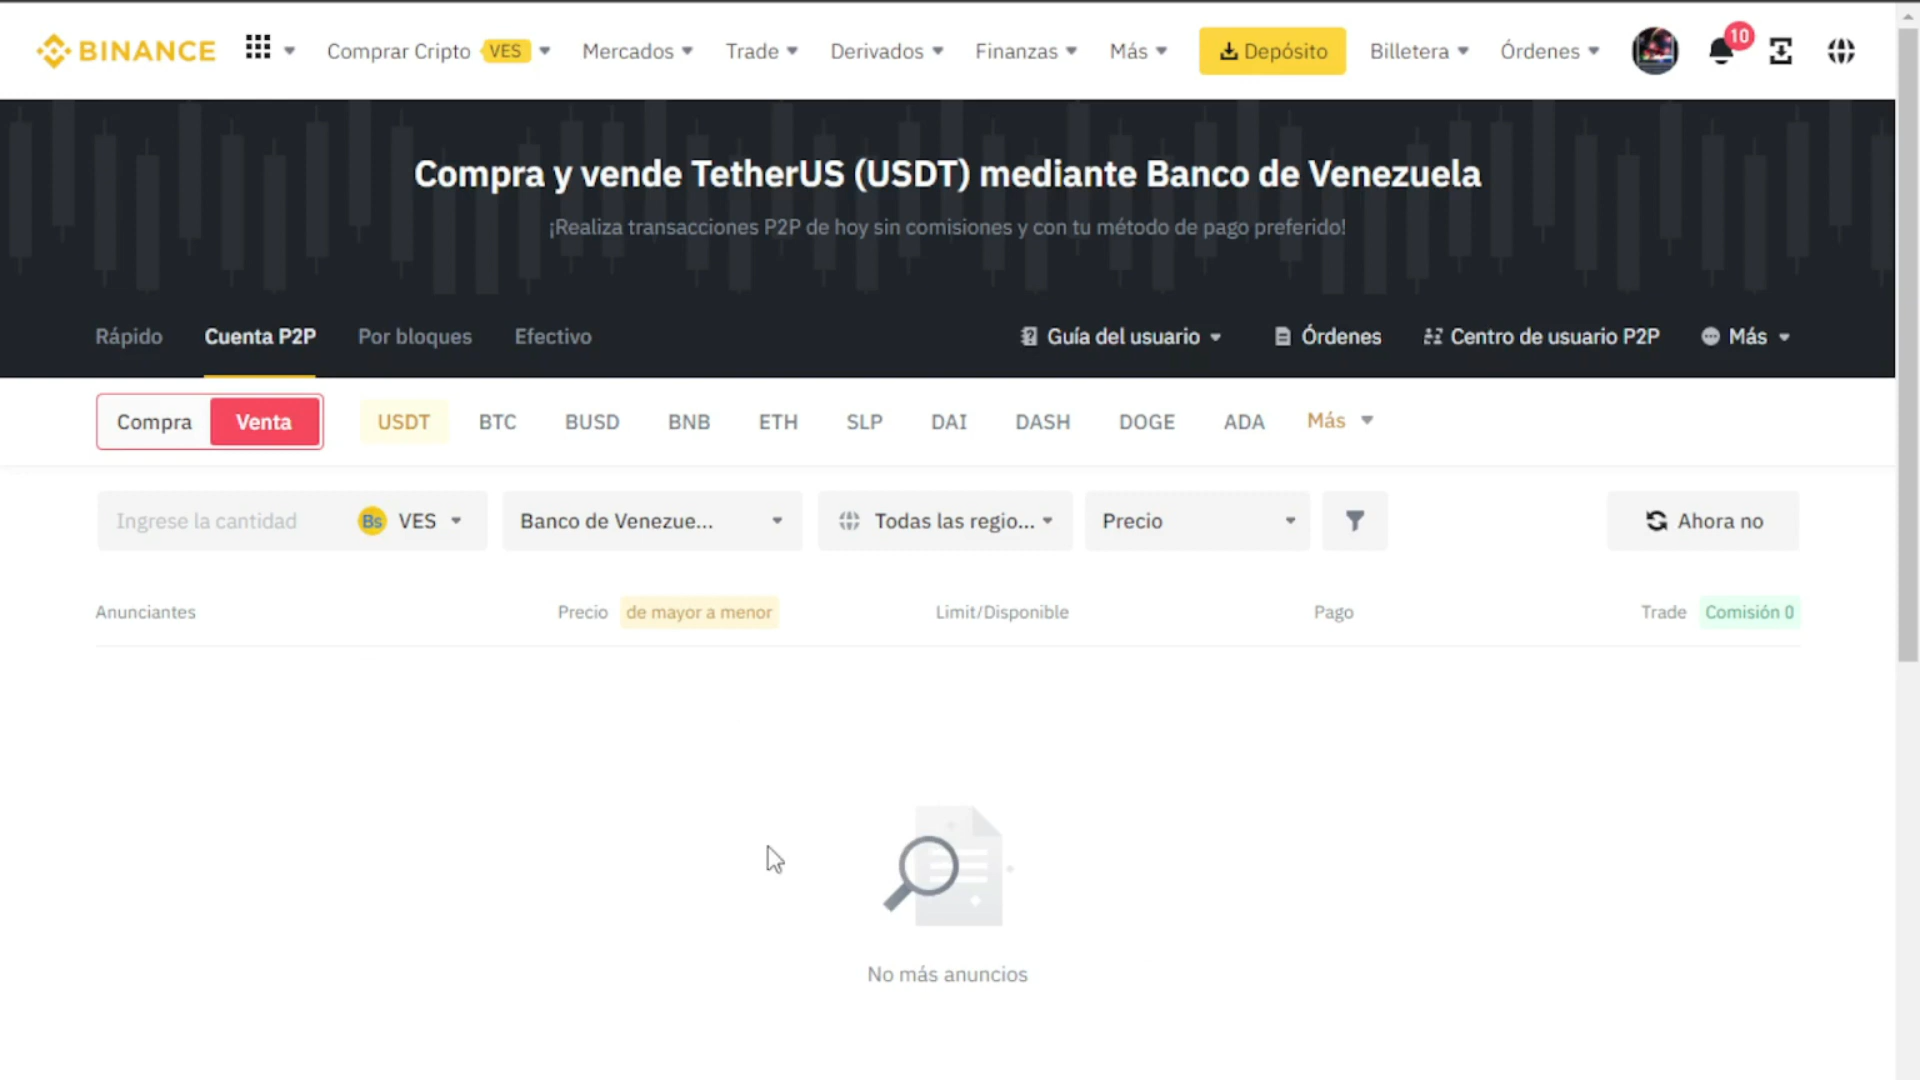 BINANCE Comprar Cripto VES Mercados Trade Derivados Finanzas Más Depósito Billetera Órdenes 10
Compra y vende TetherUS (USDT) mediante Banco de Venezuela
¡Realiza transacciones P2P de hoy sin comisiones y con tu método de pago preferido!
Rápido Cuenta P2P Por bloques Efectivo Guía del usuario Órdenes Centro de usuario P2P Más
Compra Venta USDT BTC BUSD BNB ETH SLP DAI DASH DOGE ADA Más
Ingrese la cantidad Bs VES Banco de Venezue... Todas las regio... Precio Ahora no
Anunciantes Precio de mayor a menor Limit/Disponible Pago Trade Comisión 0
No más anuncios